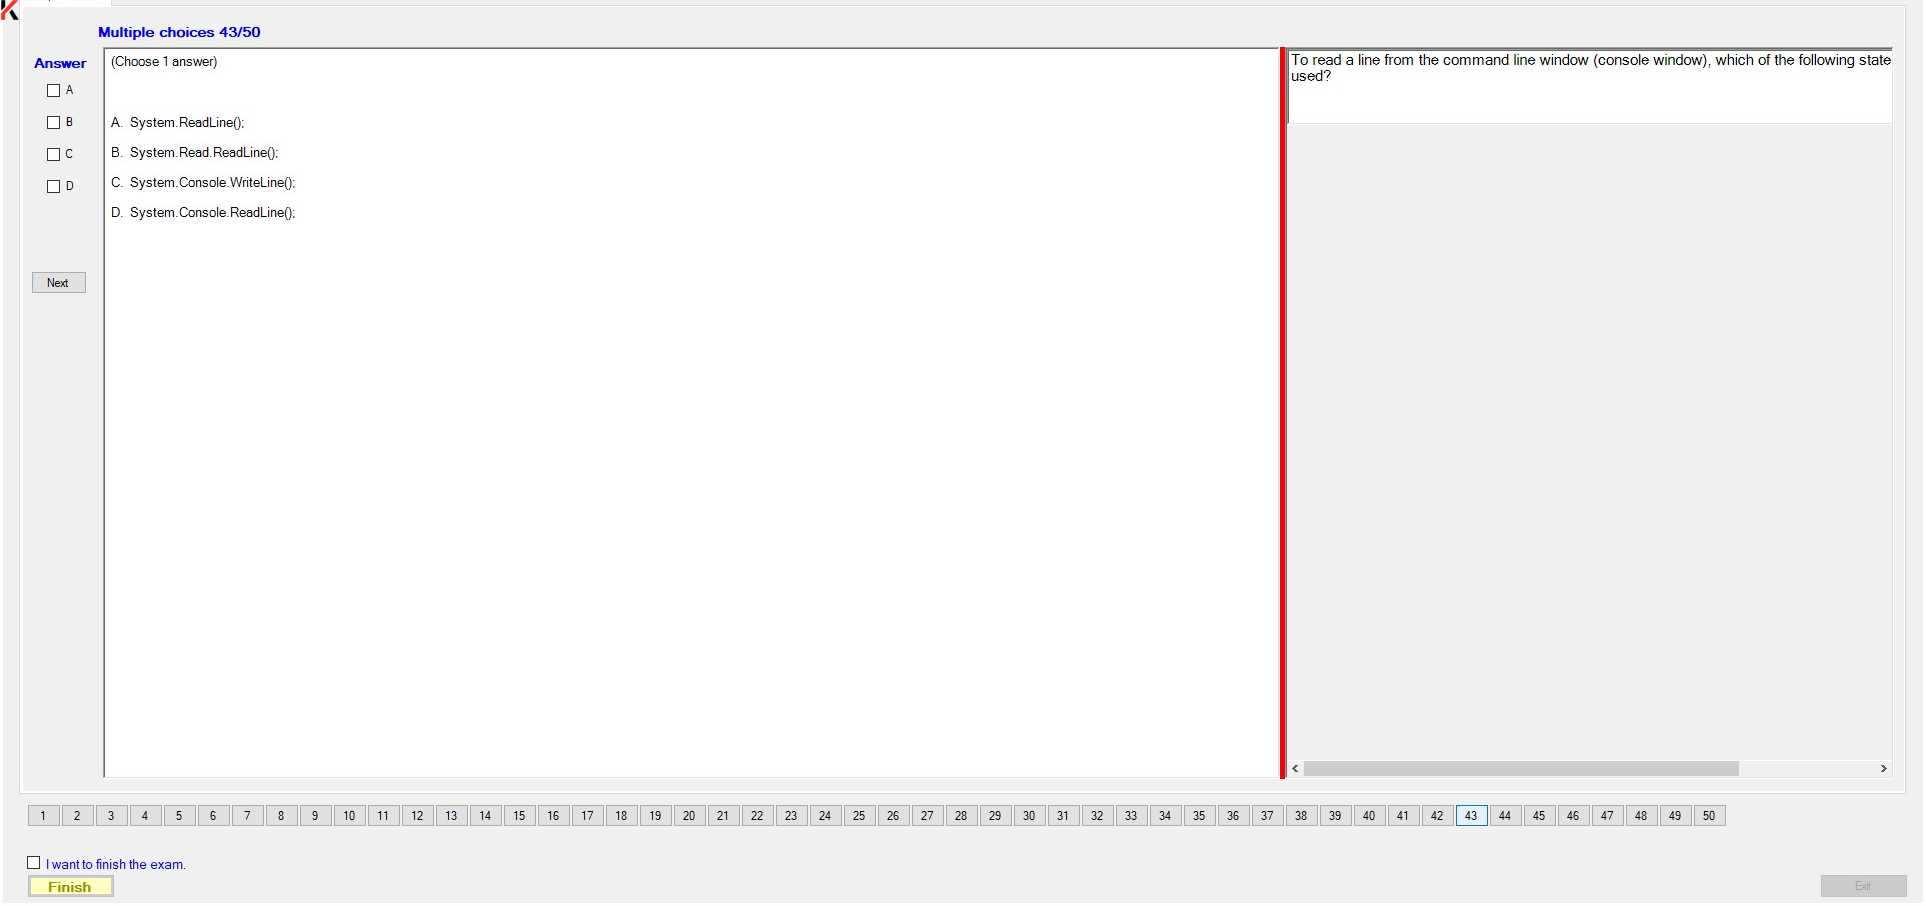 Multiple choices 43/50
Answer
(Choose 1 answer)
A
B
C
D
A. System.ReadLine();
B. System.Read.ReadLine();
C. System.Console.WriteLine();
D. System.Console.ReadLine();
Next
To read a line from the command line window (console window), which of the following state
used?
1 2 3 4 5 6 7 8 9 10 11 12 13 14 15 16 17 18 19 20 21 22 23 24 25 26 27 28 29 30 31 32 33 34 35 36 37 38 39 40 41 42 43 44 45 46 47 48 49 50
I want to finish the exam.
Finish
Exit